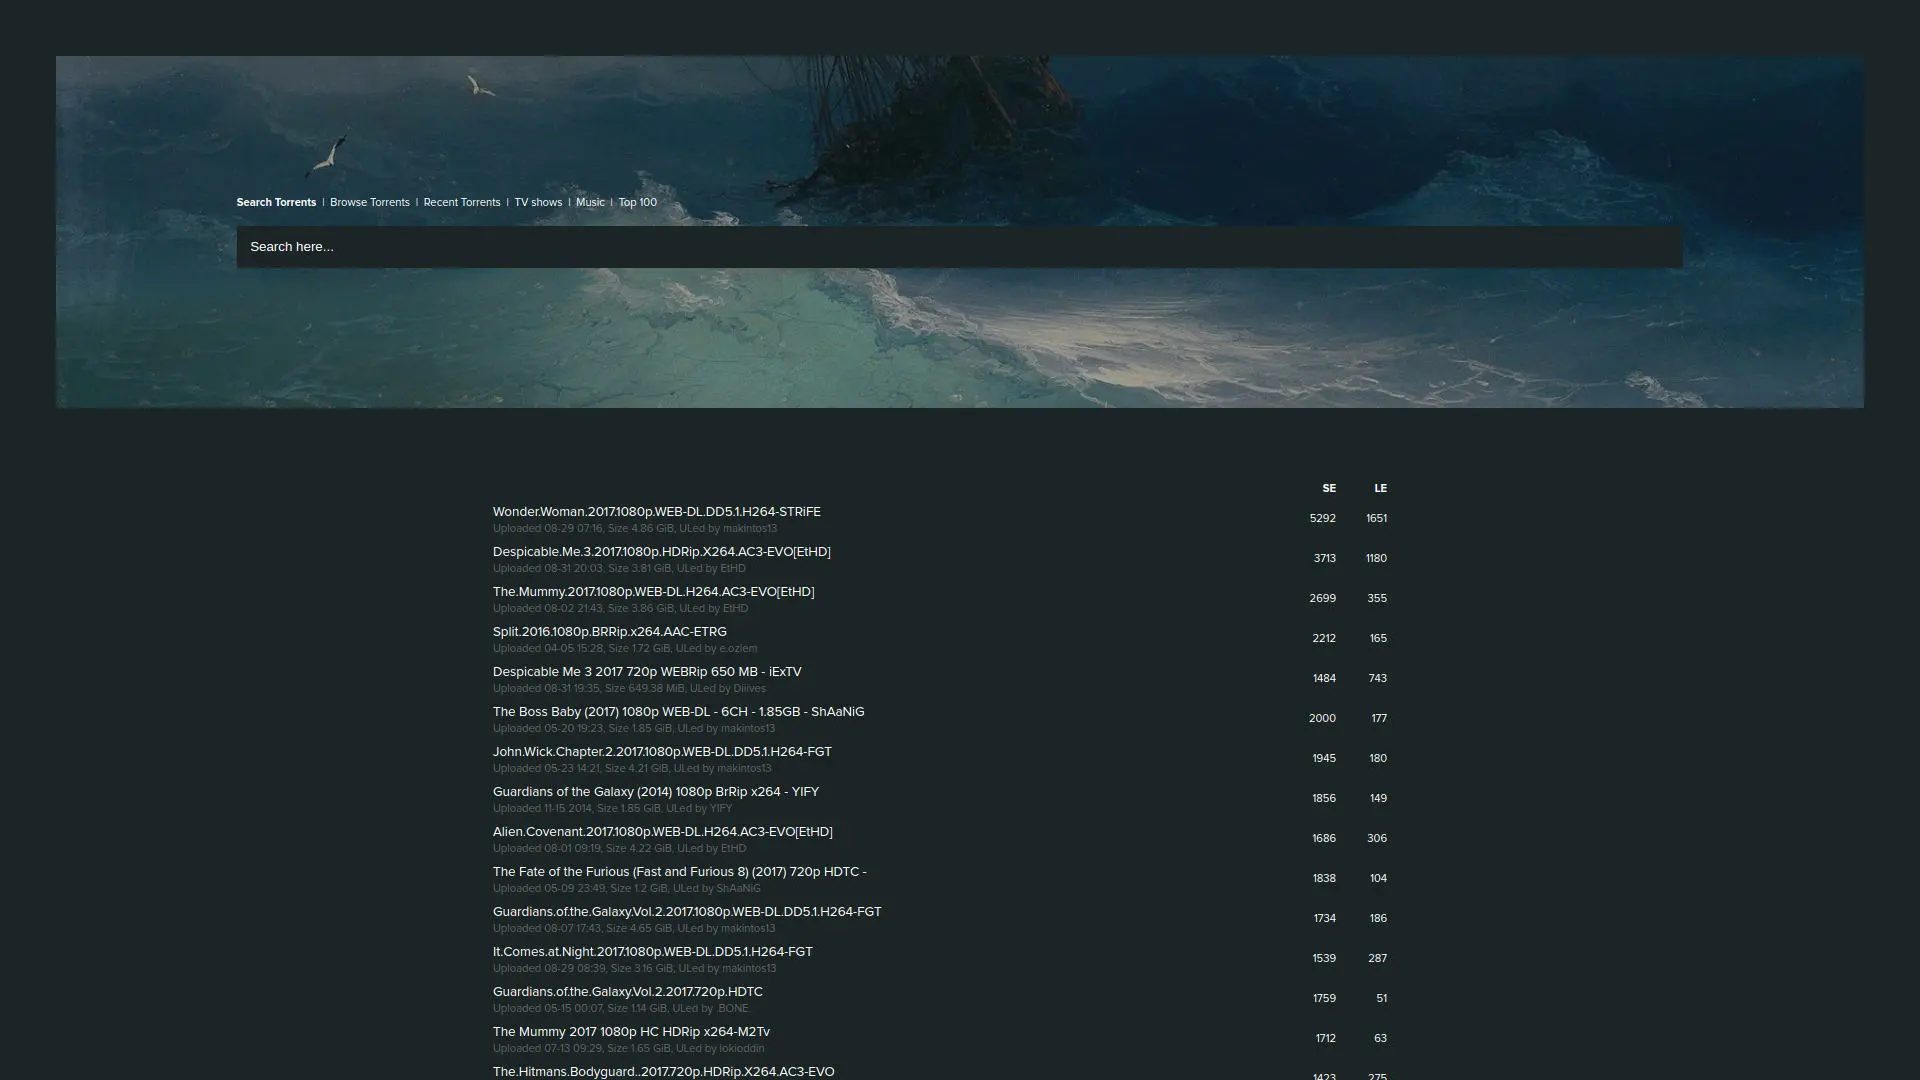 Search Torrents | Browse Torrents | Recent Torrents | TV shows | Music | Top 100
Search here...
SE LE
Wonder.Woman.2017.1080p.WEB-DL.DD5.1.H264-STRiFE
Uploaded 08-29 07:16, Size 4.86 GiB, ULed by makintos13
5292 1651
Despicable.Me.3.2017.1080p.HDRip.X264.AC3-EVO[EtHD]
Uploaded 08-31 20:03, Size 3.81 GiB, ULed by EtHD
3713 1180
The.Mummy.2017.1080p.WEB-DL.H264.AC3-EVO[EtHD]
Uploaded 08-02 21:43, Size 3.86 GiB, ULed by EtHD
2699 355
Split.2016.1080p.BRRip.x264.AAC-ETRG
Uploaded 04-05 15:28, Size 1.72 GiB, ULed by e.ozlem
2212 165
Despicable Me 3 2017 720p WEBRip 650 MB - iExTV
Uploaded 08-31 19:35, Size 649.38 MiB, ULed by Diiives
1484 743
The Boss Baby (2017) 1080p WEB-DL - 6CH - 1.85GB - ShAaNiG
Uploaded 05-20 19:23, Size 1.85 GiB, ULed by makintos13
2000 177
John.Wick.Chapter.2.2017.1080p.WEB-DL.DD5.1.H264-FGT
Uploaded 05-23 14:21, Size 4.21 GiB, ULed by makintos13
1945 180
Guardians of the Galaxy (2014) 1080p BrRip x264 - YIFY
Uploaded 11-15 2014, Size 1.85 GiB, ULed by YIFY
1856 149
Alien.Covenant.2017.1080p.WEB-DL.H264.AC3-EVO[EtHD]
Uploaded 08-01 09:19, Size 4.22 GiB, ULed by EtHD
1686 306
The Fate of the Furious (Fast and Furious 8) (2017) 720p HDTC -
Uploaded 05-09 23:49, Size 1.2 GiB, ULed by ShAaNiG
1838 104
Guardians.of.the.Galaxy.Vol.2.2017.1080p.WEB-DL.DD5.1.H264-FGT
Uploaded 08-07 17:43, Size 4.65 GiB, ULed by makintos13
1734 186
It.Comes.at.Night.2017.1080p.WEB-DL.DD5.1.H264-FGT
Uploaded 08-29 08:39, Size 3.16 GiB, ULed by makintos13
1539 287
Guardians.of.the.Galaxy.Vol.2.2017.720p.HDTC
Uploaded 05-15 00:07, Size 1.14 GiB, ULed by .BONE.
1759 51
The Mummy 2017 1080p HC HDRip x264-M2Tv
Uploaded 07-13 09:29, Size 1.65 GiB, ULed by lokioddin
1712 63
The.Hitmans.Bodyguard..2017.720p.HDRip.X264.AC3-EVO
1423 275